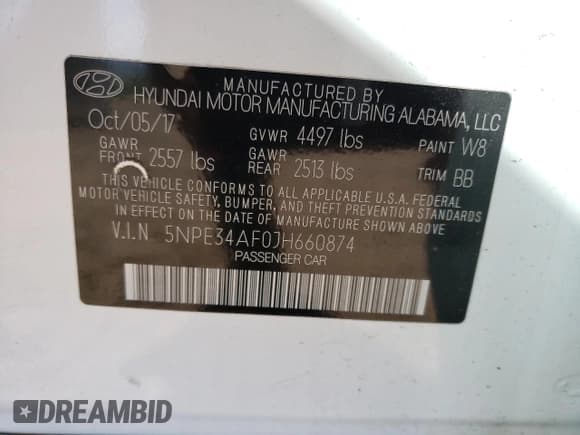 MANUFACTURED BY
HYUNDAI MOTOR MANUFACTURING ALABAMA, LLC
Oct/05/17 GVWR 4497 lbs PAINT W8
GAWR FRONT 2557 lbs GAWR REAR 2513 lbs TRIM BB
THIS VEHICLE CONFORMS TO ALL APPLICABLE U.S.A. FEDERAL
MOTOR VEHICLE SAFETY, BUMPER, AND THEFT PREVENTION
STANDARDS IN EFFECT ON THE DATE OF MANUFACTURE SHOWN ABOVE
V.I.N 5NPE34AF0JH660874
PASSENGER CAR
DREAMBID